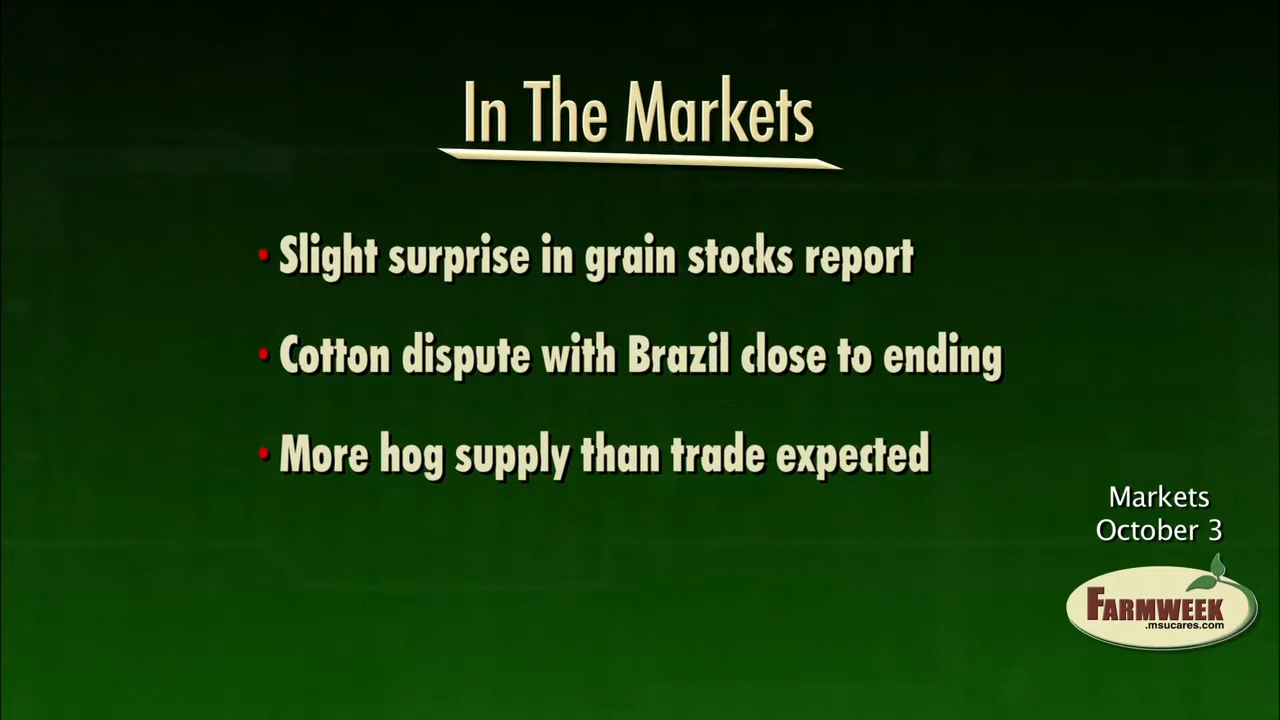 In The Markets
• Slight surprise in grain stocks report
• Cotton dispute with Brazil close to ending
• More hog supply than trade expected
Markets
October 3
FARMWEEK
.msucares.com